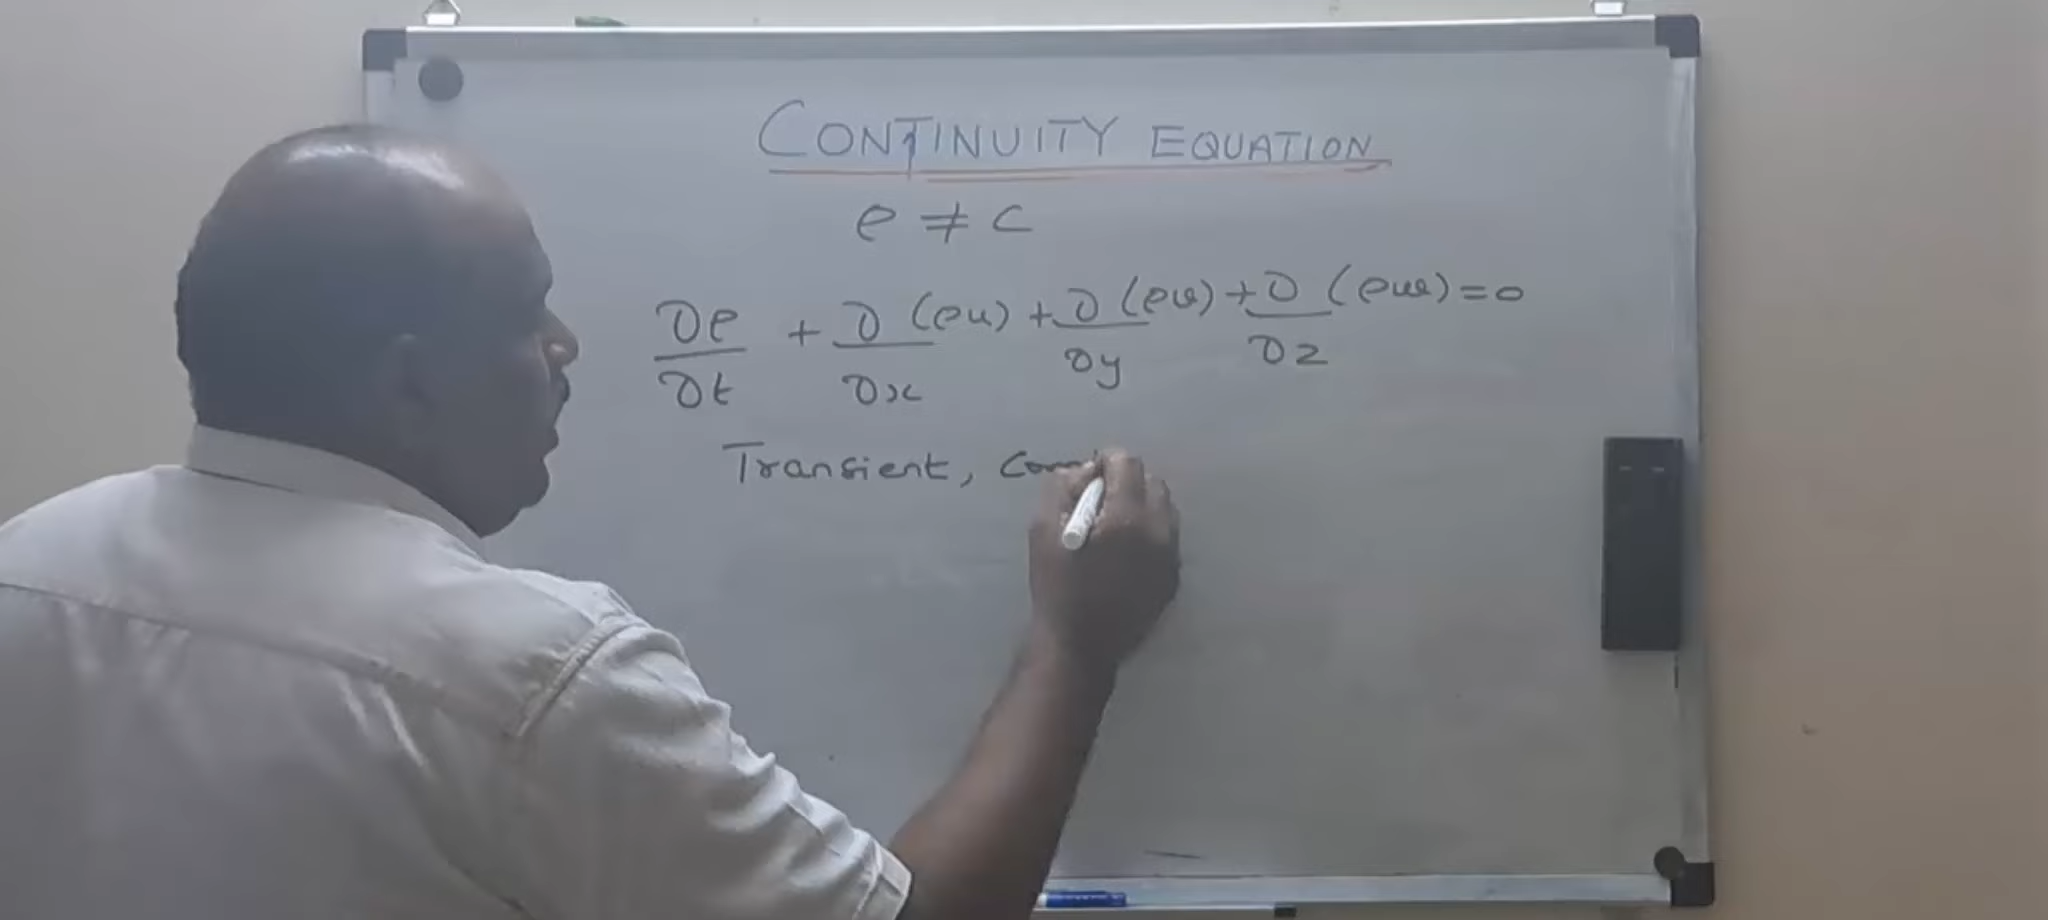 CONTINUITY EQUATION
ρ ≠ C
∂ρ/∂t + ∂/∂x (ρu) + ∂/∂y (ρv) + ∂/∂z (ρw) = 0
Transient,